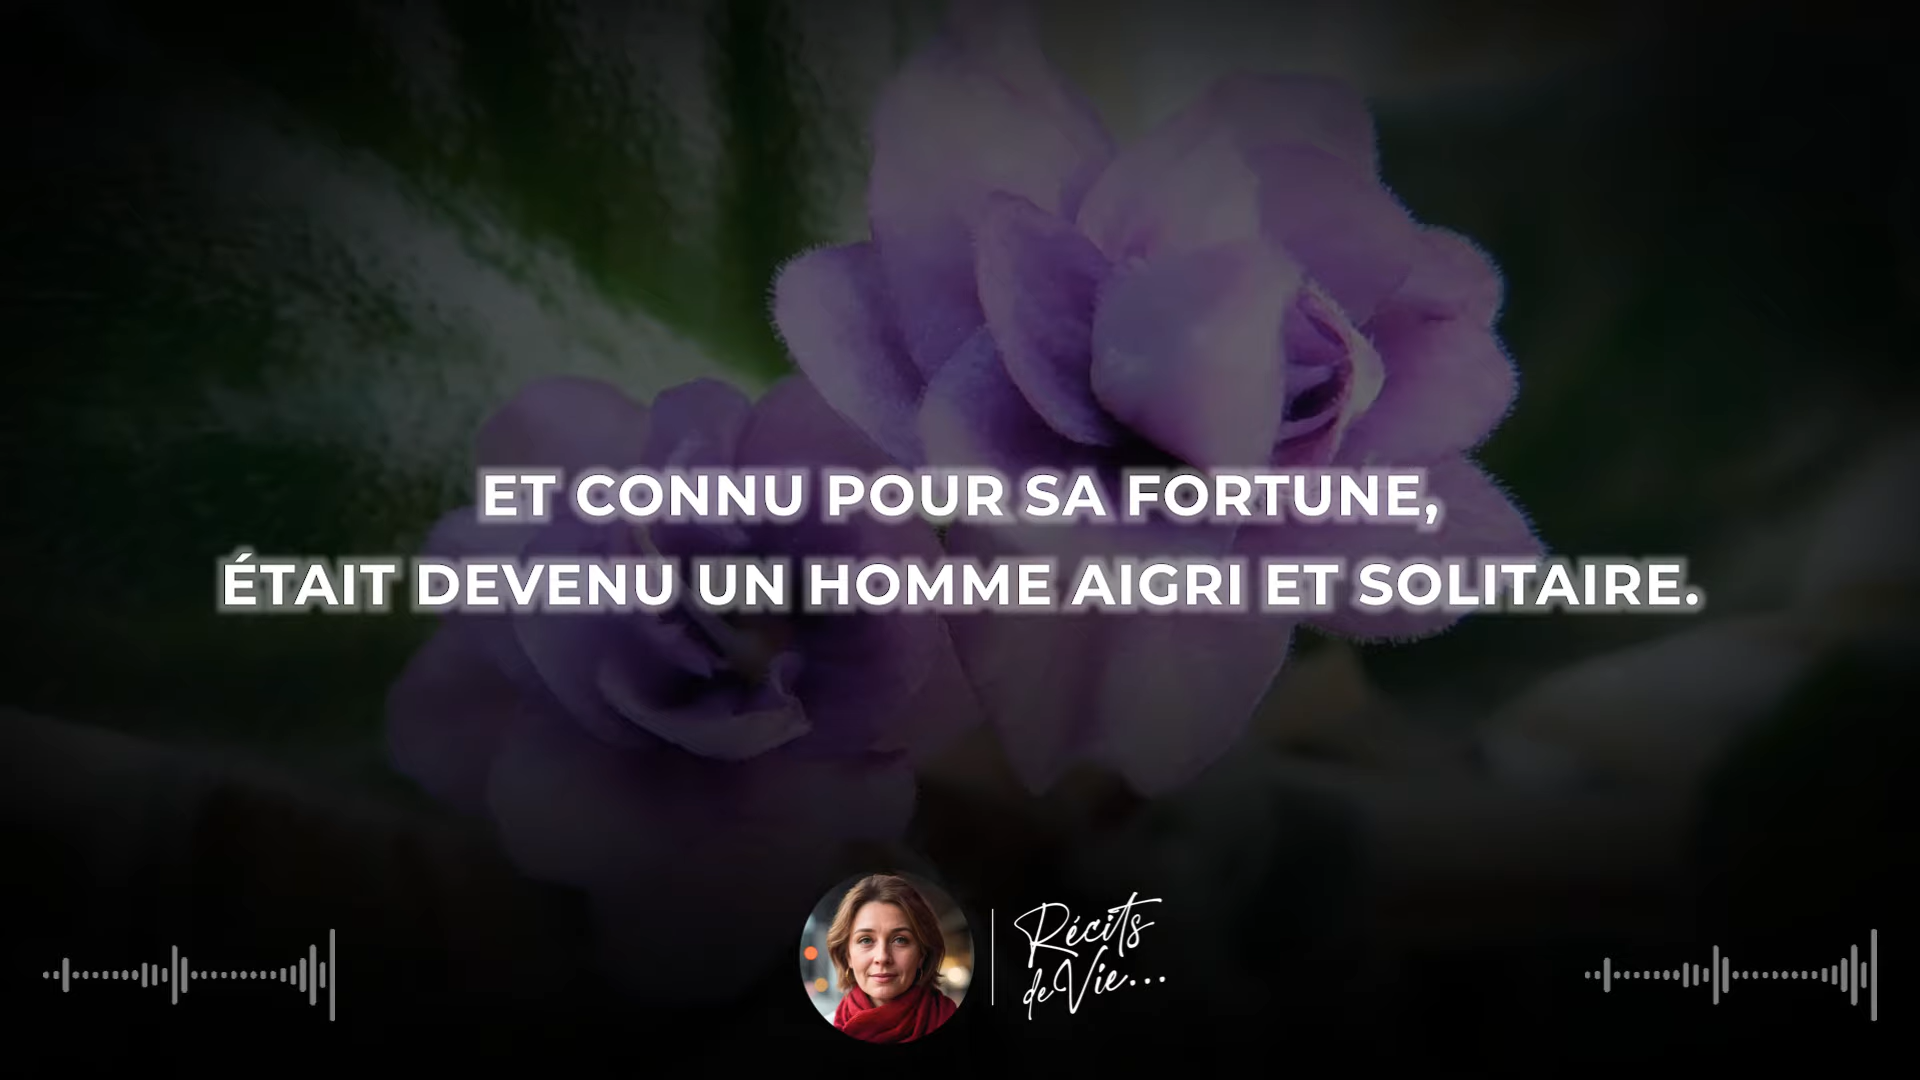 ET CONNU POUR SA FORTUNE,
ÉTAIT DEVENU UN HOMME AIGRI ET SOLITAIRE.
Récits
de Vie...